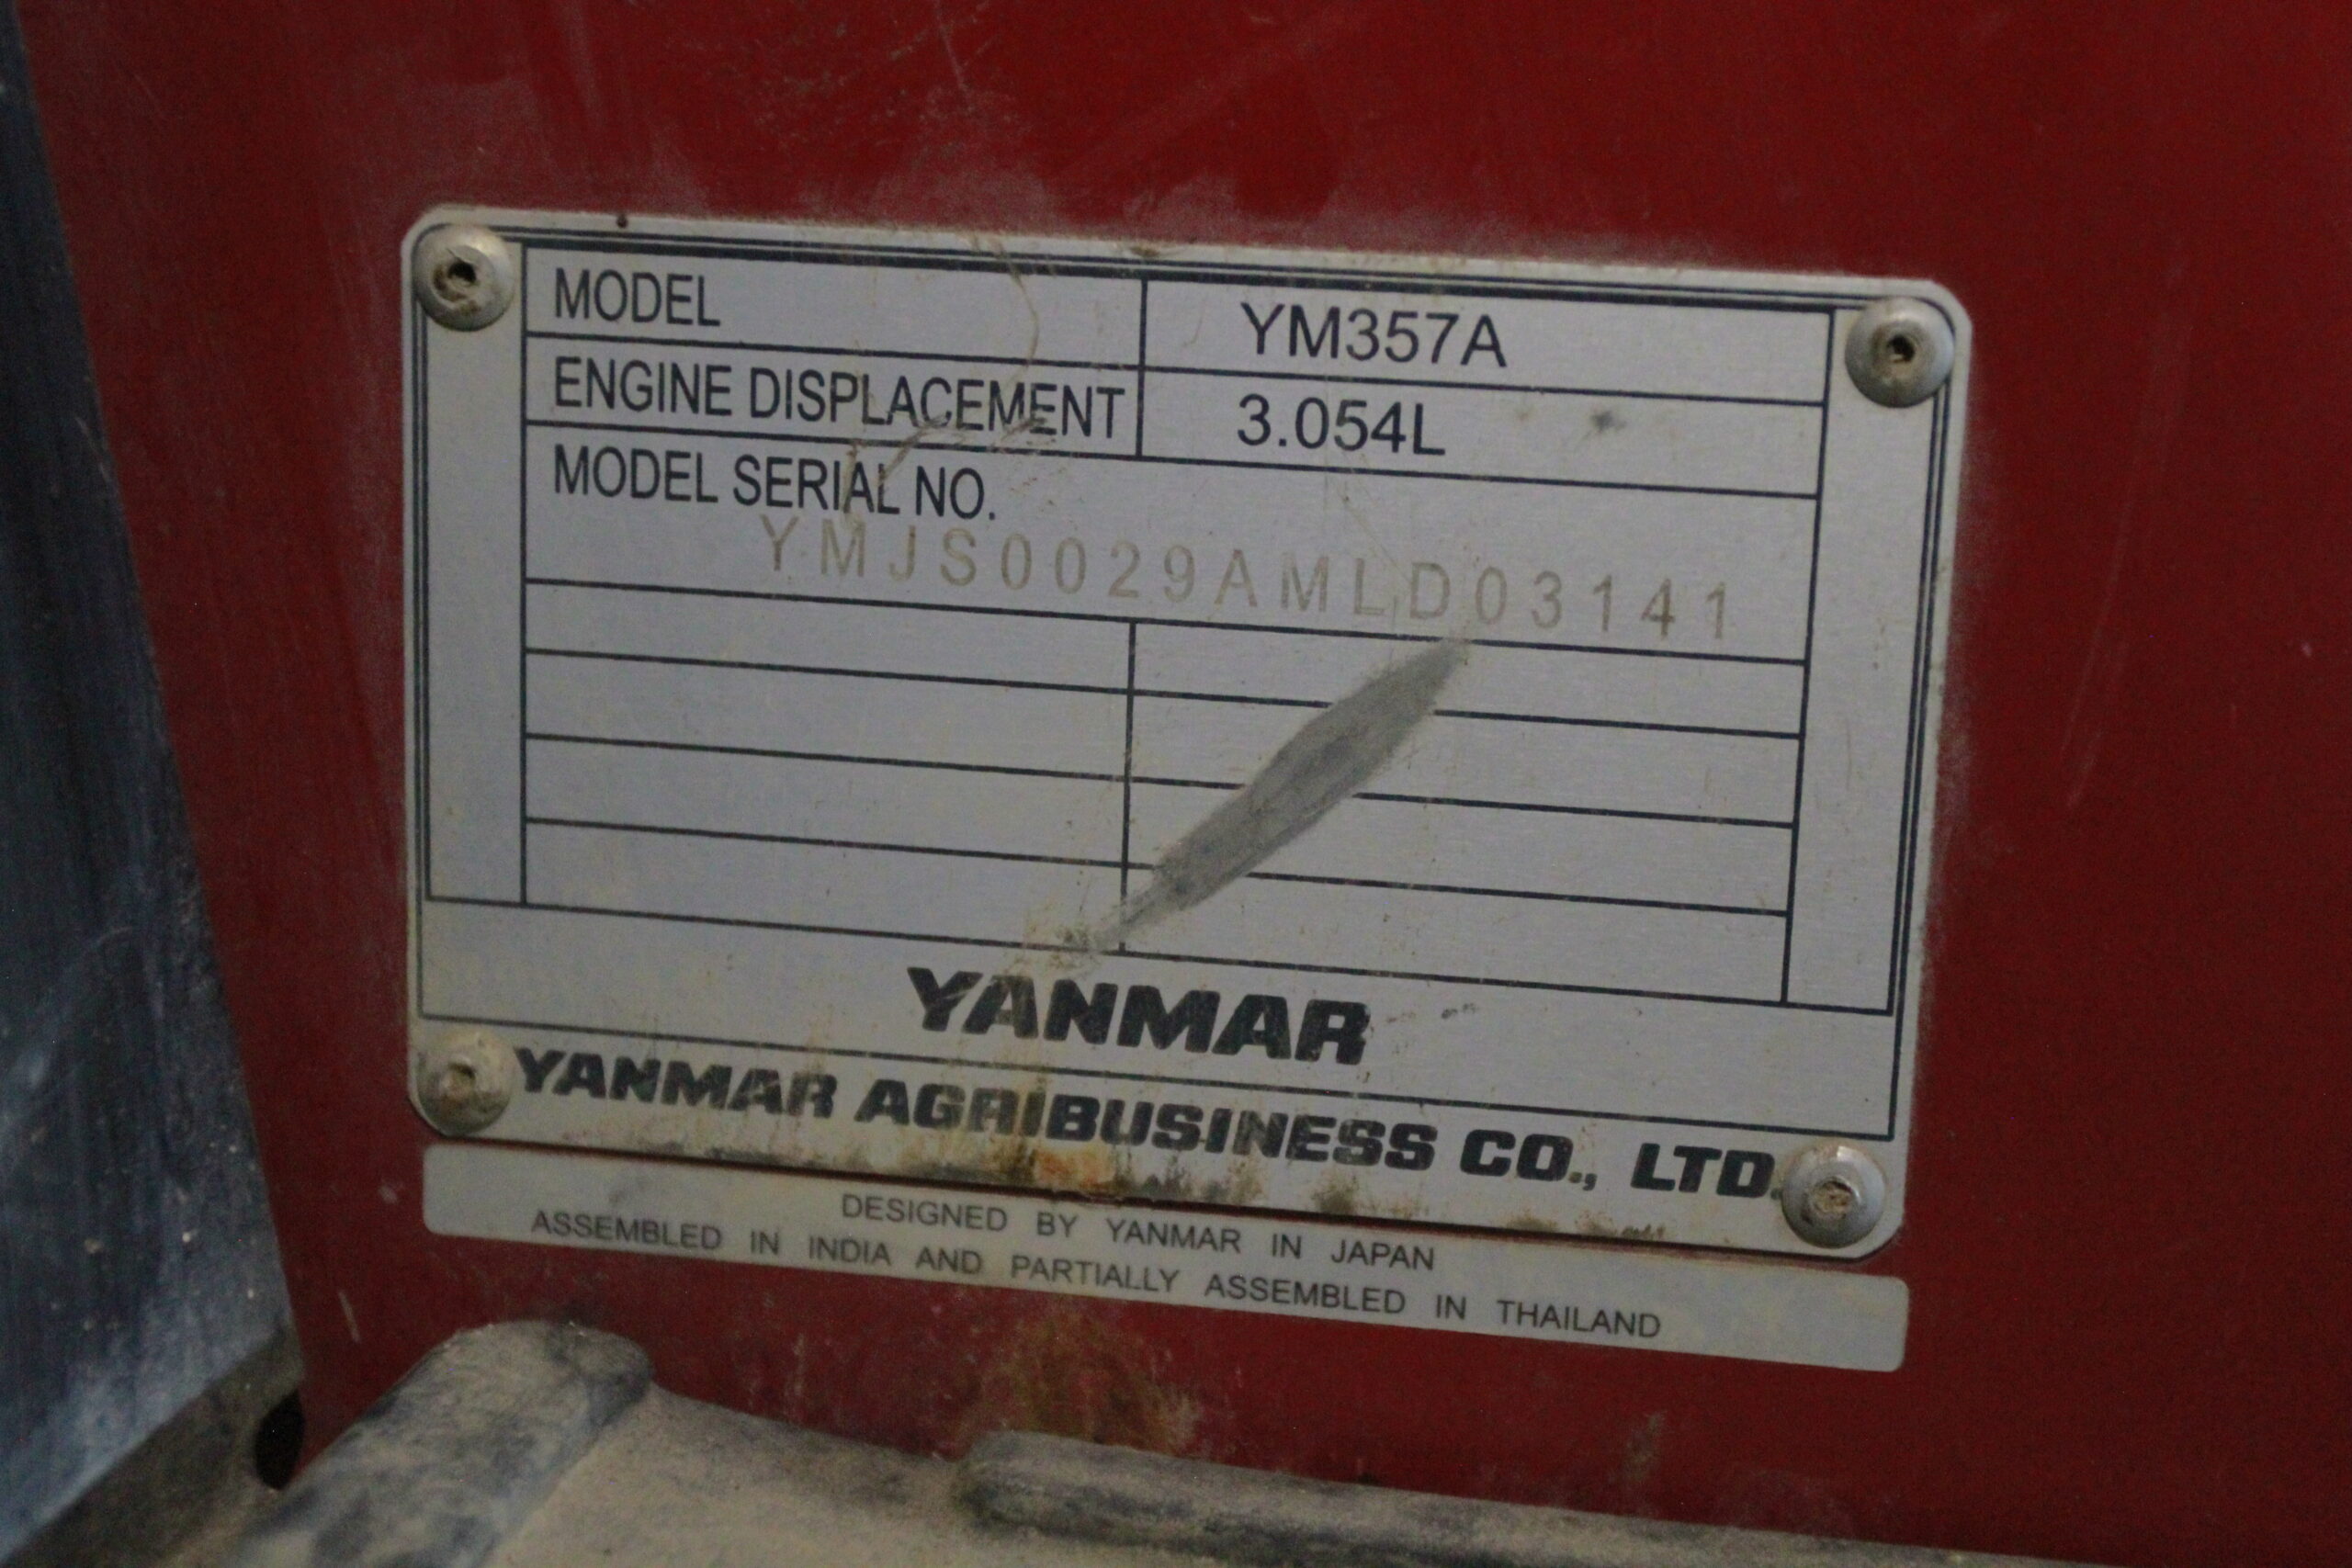 MODEL YM357A
ENGINE DISPLACEMENT 3.054L
MODEL SERIAL NO.
YMJS0029AMLD03141
YANMAR
YANMAR AGRIBUSINESS CO., LTD.
DESIGNED BY YANMAR IN JAPAN
ASSEMBLED IN INDIA AND PARTIALLY ASSEMBLED IN THAILAND